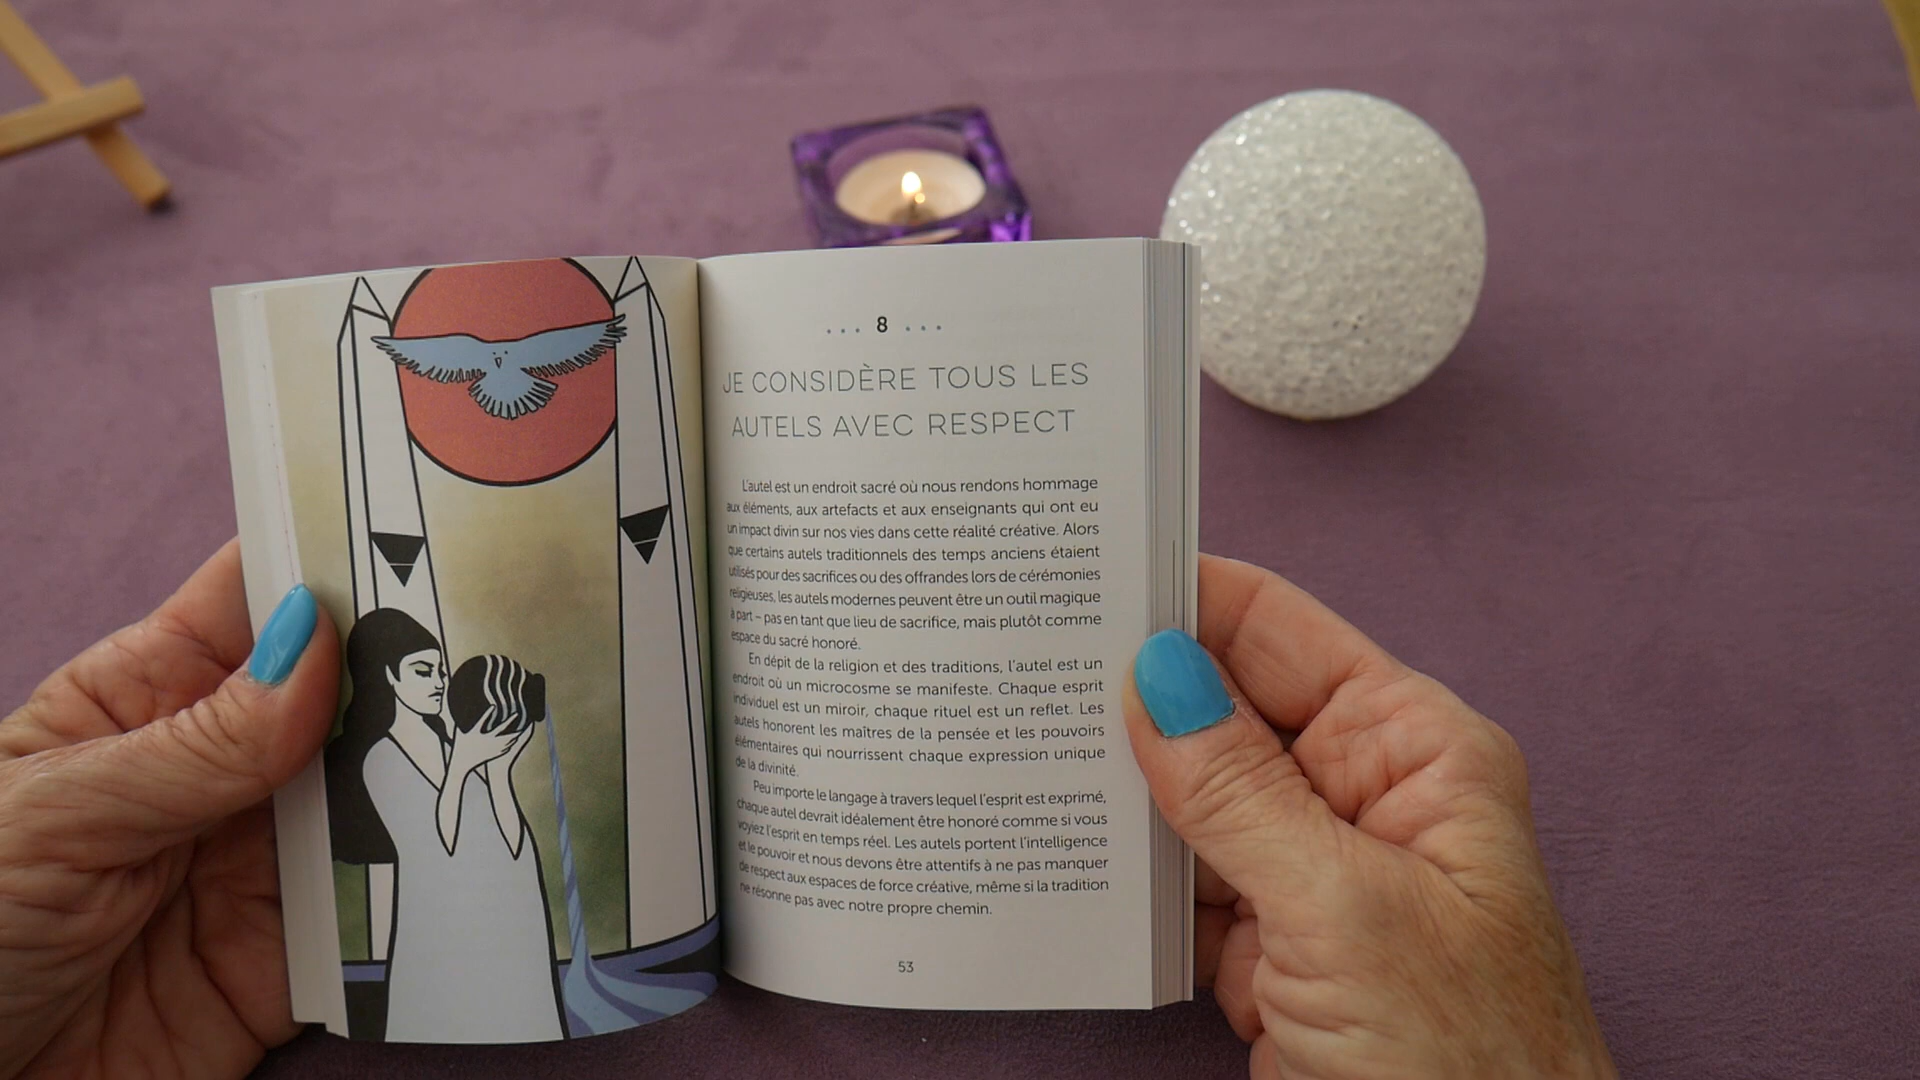 ... 8 ...
JE CONSIDÈRE TOUS LES
AUTELS AVEC RESPECT
L'autel est un endroit sacré où nous rendons hommage
aux éléments, aux artefacts et aux enseignants qui ont eu
un impact divin sur nos vies dans cette réalité créative. Alors
que certains autels traditionnels des temps anciens étaient
utilisés pour des sacrifices ou des offrandes lors de cérémonies
religieuses, les autels modernes peuvent être un outil magique
à part – pas en tant que lieu de sacrifice, mais plutôt comme
espace du sacré honoré.
En dépit de la religion et des traditions, l'autel est un
endroit où un microcosme se manifeste. Chaque esprit
individuel est un miroir, chaque rituel est un reflet. Les
autels honorent les maîtres de la pensée et les pouvoirs
élémentaires qui nourrissent chaque expression unique
de la divinité.
Peu importe le langage à travers lequel l'esprit est exprimé,
chaque autel devrait idéalement être honoré comme si vous
voyiez l'esprit en temps réel. Les autels portent l'intelligence
et le pouvoir et nous devons être attentifs à ne pas manquer
de respect aux espaces de force créative, même si la tradition
ne résonne pas avec notre propre chemin.
53